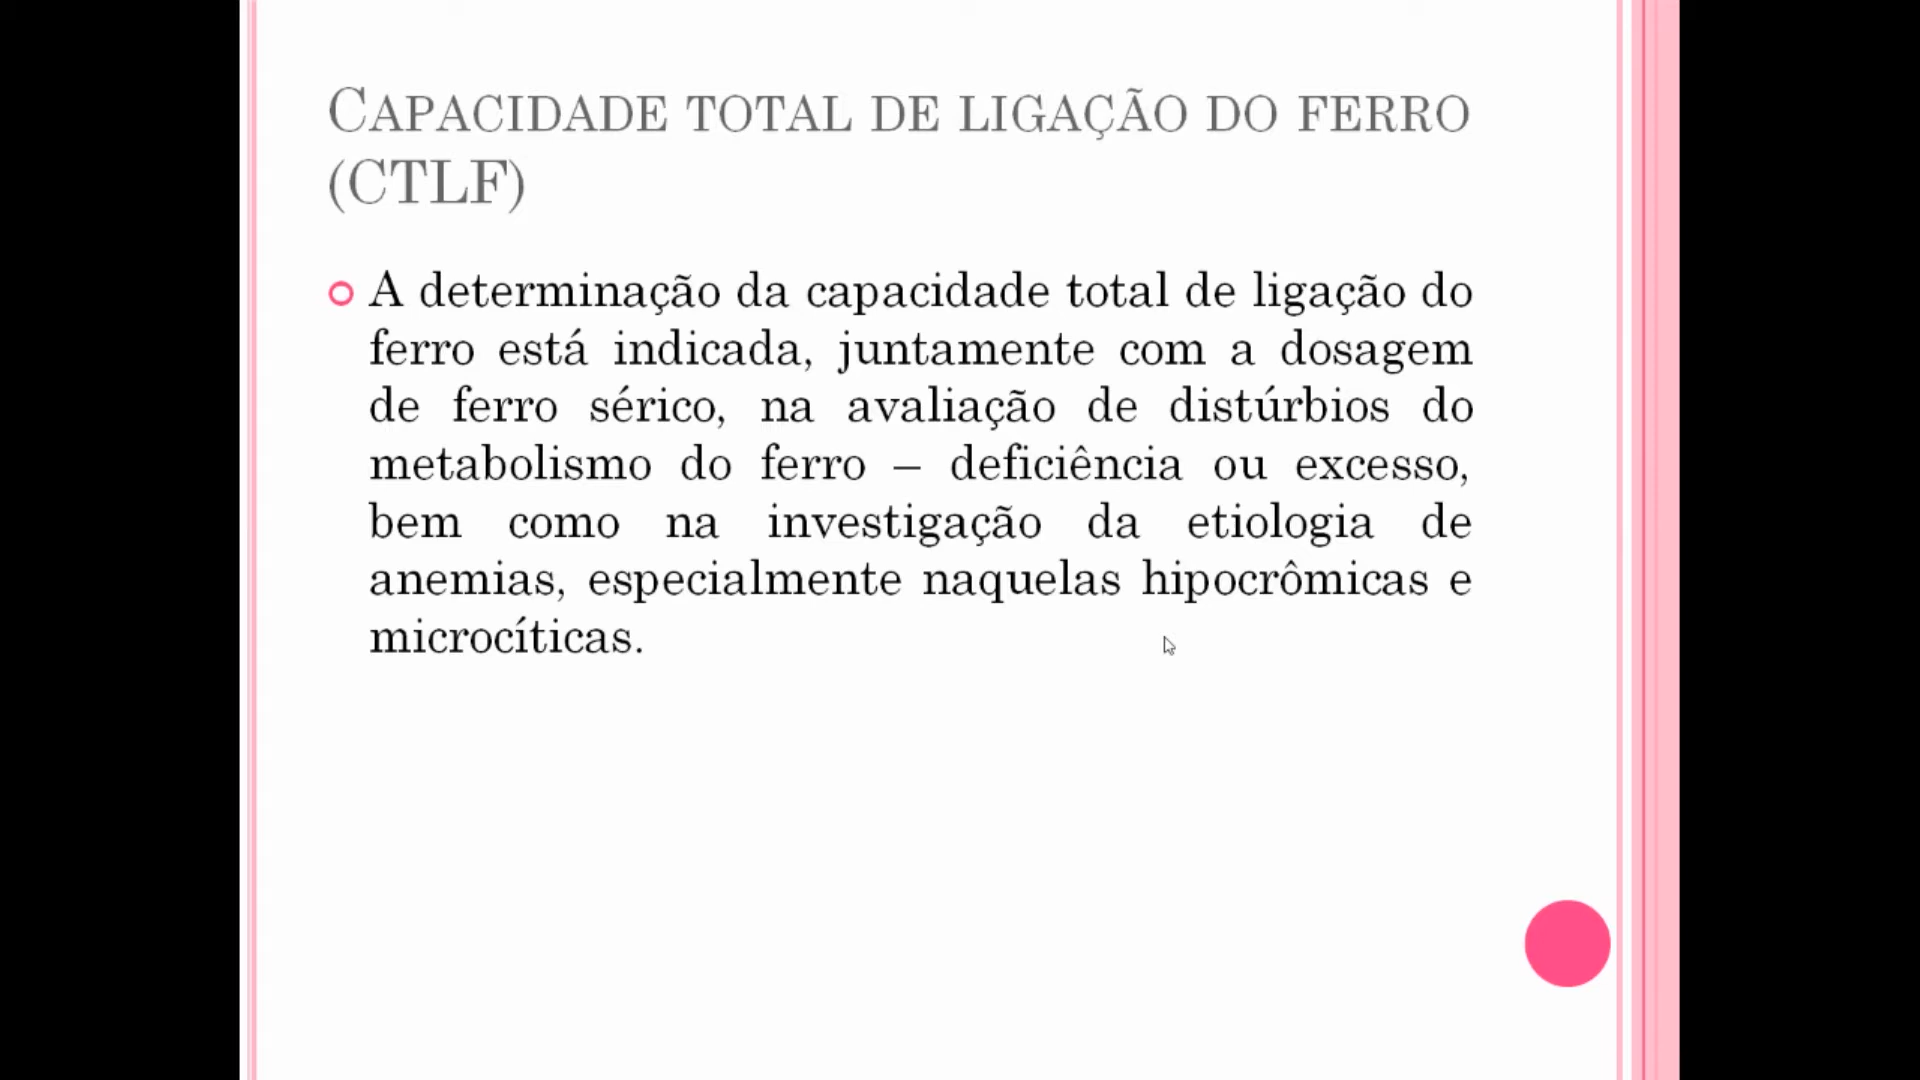 CAPACIDADE TOTAL DE LIGAÇÃO DO FERRO
(CTLF)
A determinação da capacidade total de ligação do
ferro está indicada, juntamente com a dosagem
de ferro sérico, na avaliação de distúrbios do
metabolismo do ferro – deficiência ou excesso,
bem como na investigação da etiologia de
anemias, especialmente naquelas hipocrômicas e
microcíticas.